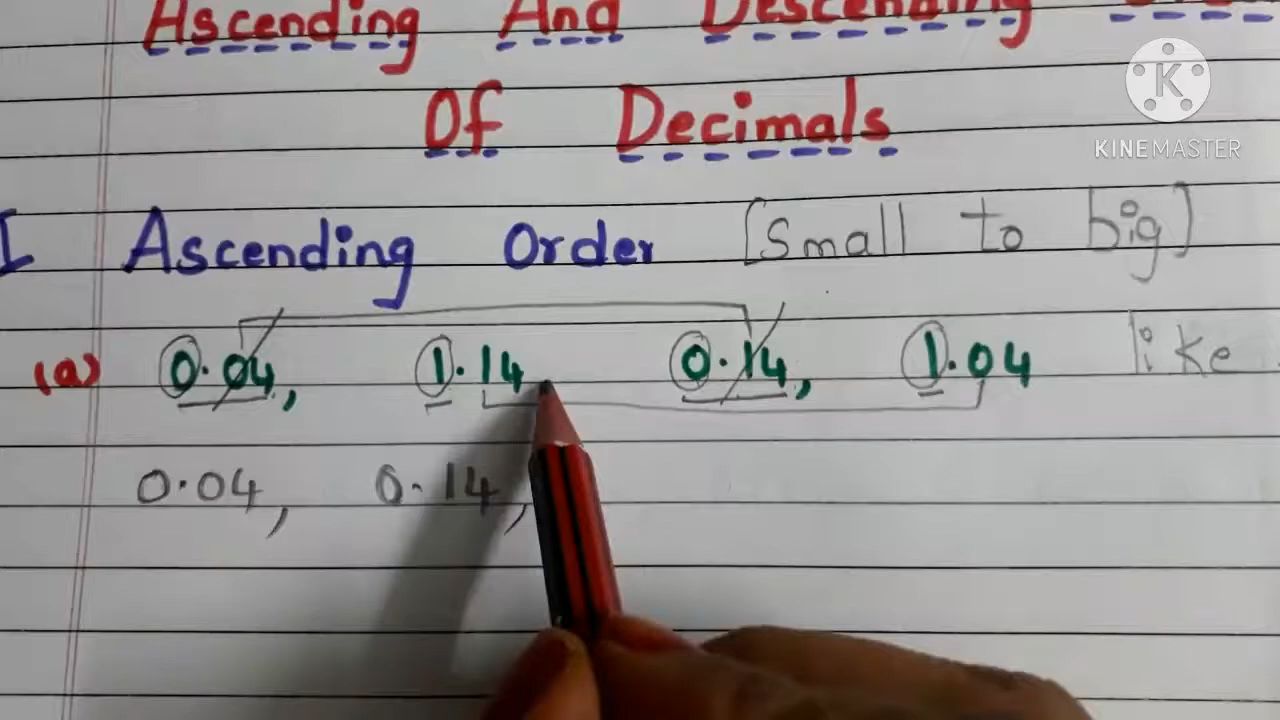 Ascending And Descending
Of Decimals
KINEMASTER
I Ascending Order [Small to big]
(a) 0.04, 1.14 0.14, 1.04 like
0.04, 0.14,